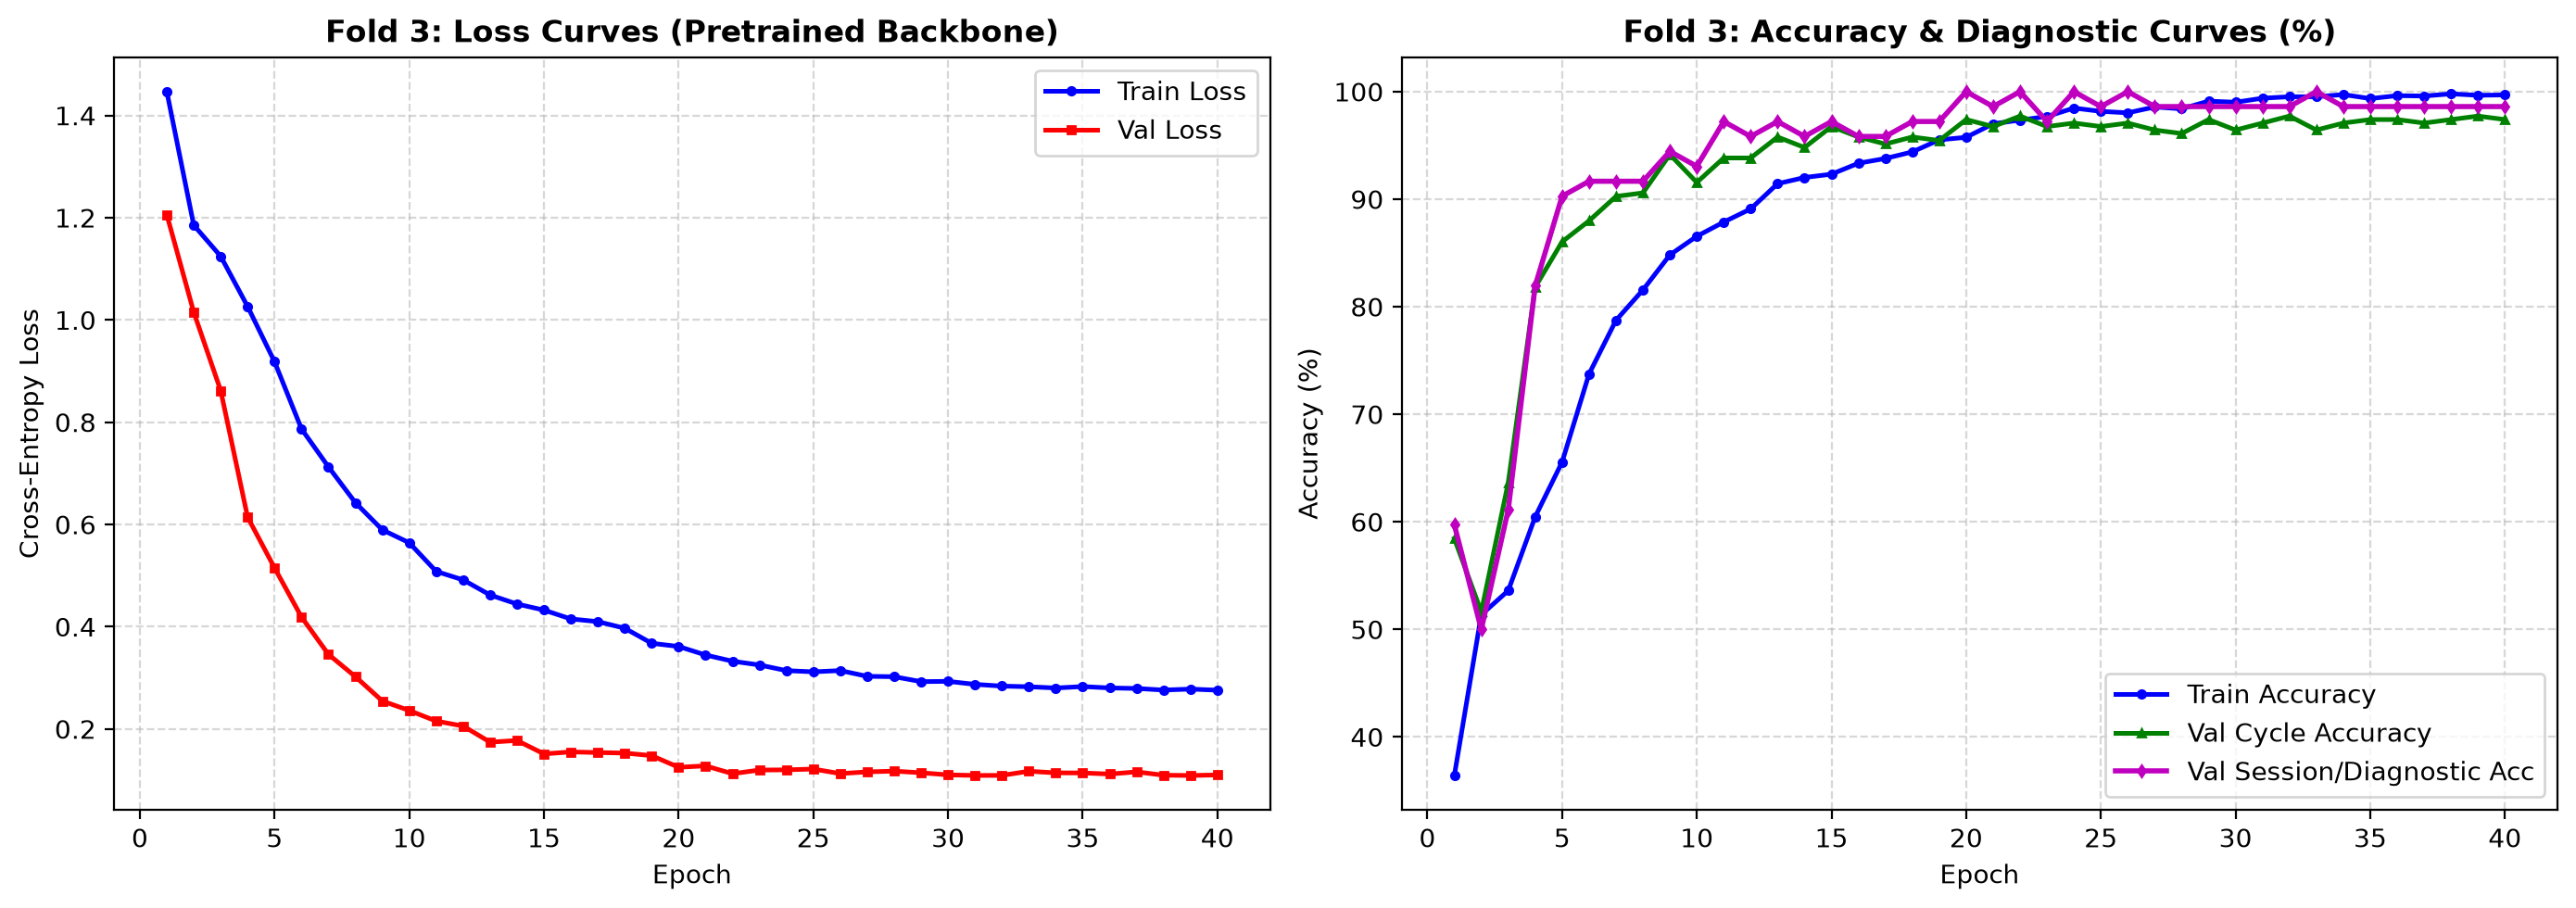 Fold 3: Loss Curves (Pretrained Backbone)
Train Loss
Val Loss
Cross-Entropy Loss
1.4
1.2
1.0
0.8
0.6
0.4
0.2
0 5 10 15 20 25 30 35 40
Epoch
Fold 3: Accuracy & Diagnostic Curves (%)
Accuracy (%)
100
90
80
70
60
50
40
Train Accuracy
Val Cycle Accuracy
Val Session/Diagnostic Acc
0 5 10 15 20 25 30 35 40
Epoch